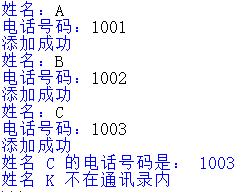 姓名：A
电话号码：1001
添加成功
姓名：B
电话号码：1002
添加成功
姓名：C
电话号码：1003
添加成功
姓名 C 的电话号码是： 1003
姓名 K 不在通讯录内